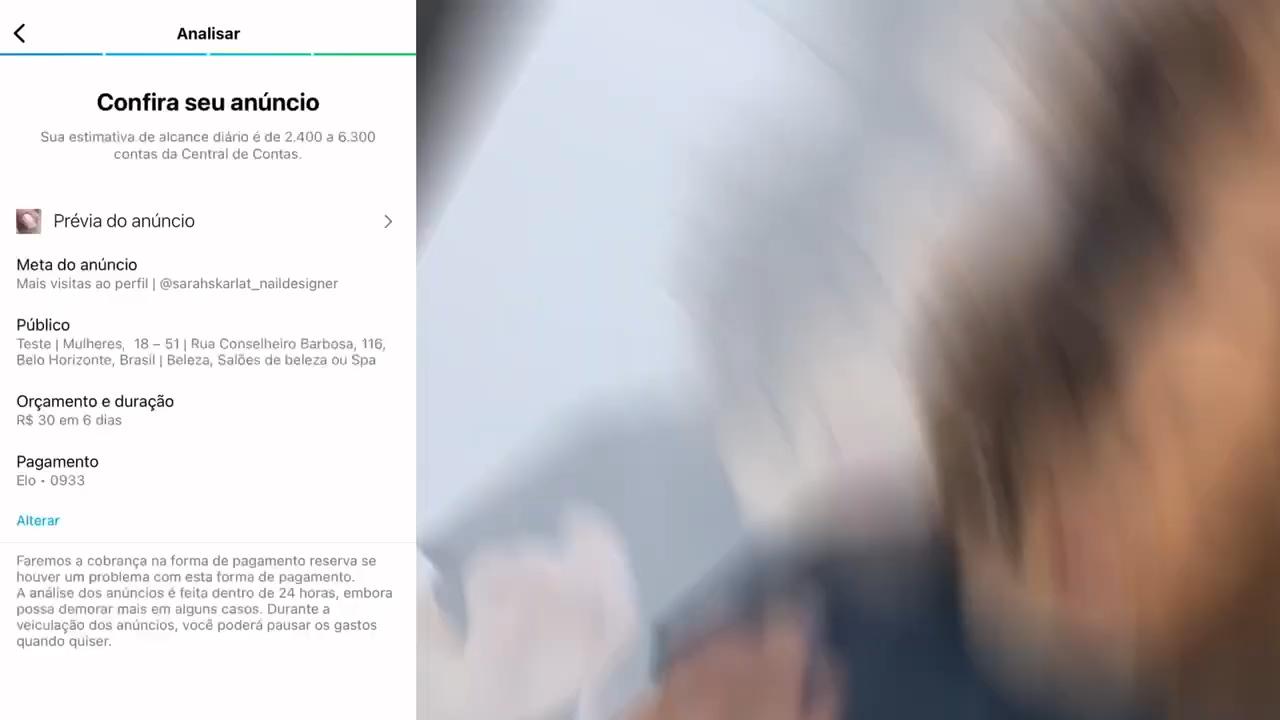 Analisar
Confira seu anúncio
Sua estimativa de alcance diário é de 2.400 a 6.300
contas da Central de Contas.
Prévia do anúncio
Meta do anúncio
Mais visitas ao perfil | @sarahskarlat_naildesigner
Público
Teste | Mulheres,  18 – 51 | Rua Conselheiro Barbosa, 116,
Belo Horizonte, Brasil | Beleza, Salões de beleza ou Spa
Orçamento e duração
R$ 30 em 6 dias
Pagamento
Elo • 0933
Alterar
Faremos a cobrança na forma de pagamento reserva se
houver um problema com esta forma de pagamento.
A análise dos anúncios é feita dentro de 24 horas, embora
possa demorar mais em alguns casos. Durante a
veiculação dos anúncios, você poderá pausar os gastos
quando quiser.